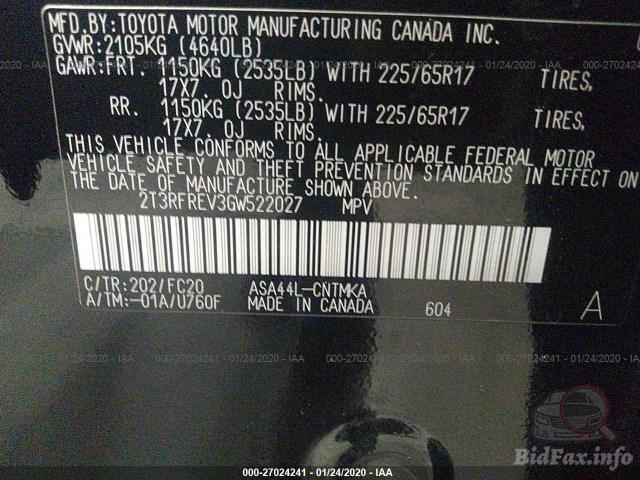 MFD.BY:TOYOTA MOTOR MANUFACTURING CANADA INC.
GVWR:2105KG (4640LB)
GAWR:FRT. 1150KG (2535LB) WITH 225/65R17 TIRES,
17X7.0J RIMS.
RR. 1150KG (2535LB) WITH 225/65R17 TIRES,
17X7.0J RIMS.
THIS VEHICLE CONFORMS TO ALL APPLICABLE FEDERAL MOTOR
VEHICLE SAFETY AND THEFT PREVENTION STANDARDS IN EFFECT ON
THE DATE OF MANUFACTURE SHOWN ABOVE.
2T3RFREV3GW522027 MPV
C/TR:202/FC20 ASA44L-CNTMKA
A/TM:-01A/U760F MADE IN CANADA 604 A
000-27024241 - 01/24/2020 - IAA
BidFax.info